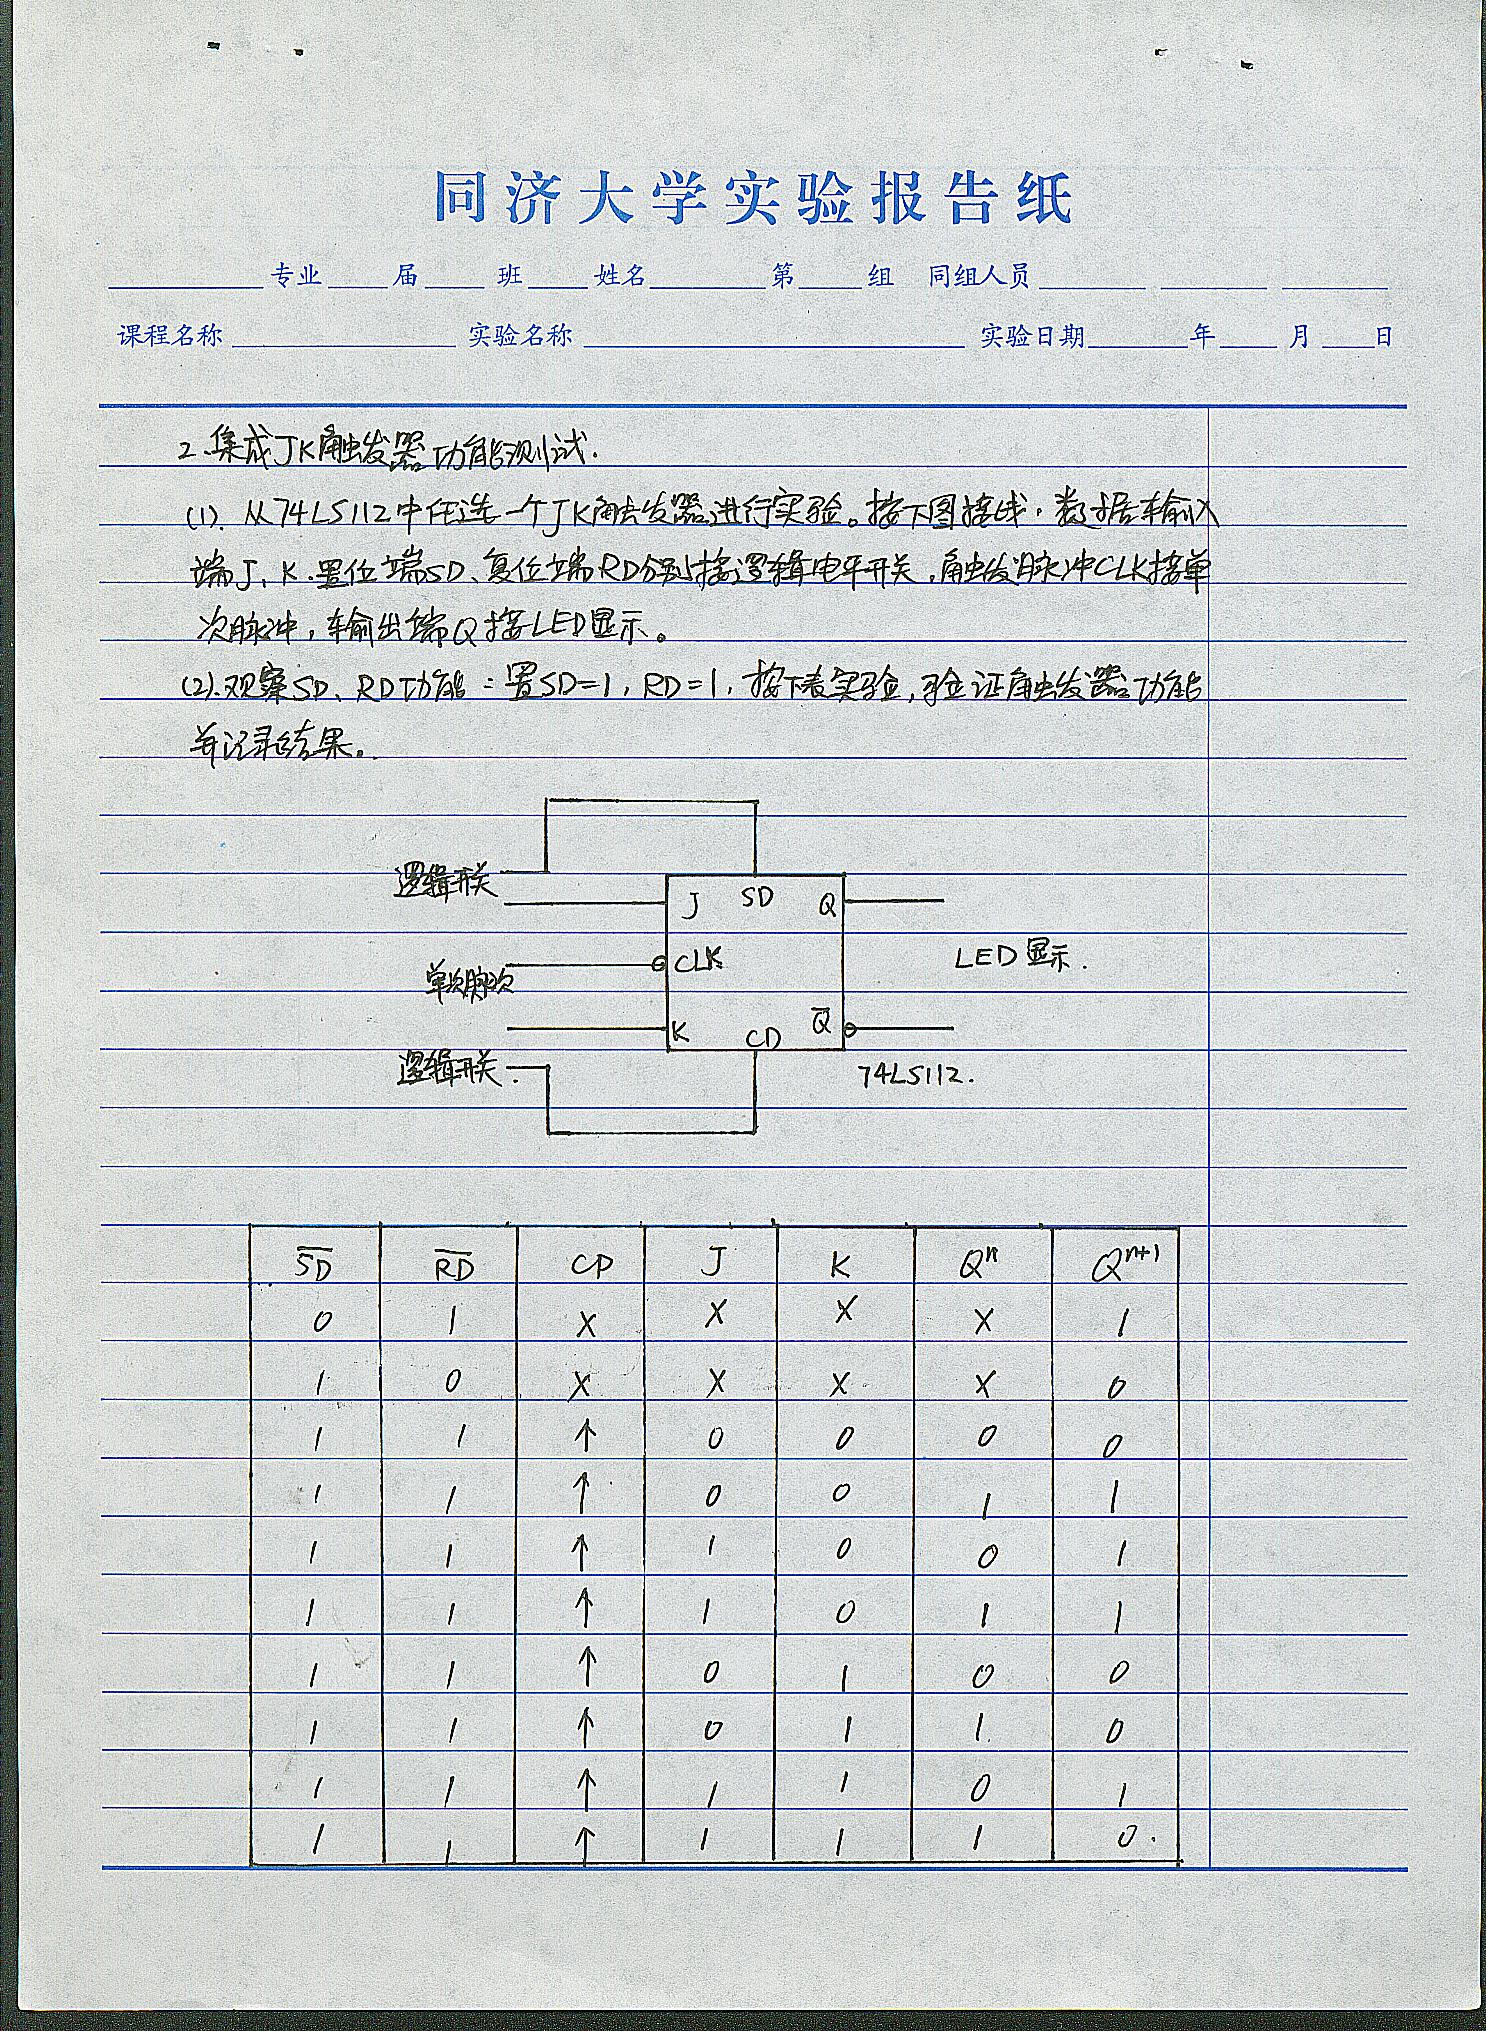 同济大学实验报告纸
专业 届 班 姓名 第 组 同组人员
课程名称 实验名称 实验日期 年 月 日
2.集成JK触发器功能测试.
(1).从74LS112中任选一个JK触发器进行实验。按下图接线,数据输入
端J、K.置位端SD、复位端RD分别接逻辑电平开关,触发脉冲CLK接单
次脉冲,输出端Q接LED显示。
(2).观察SD、RD功能:置SD=1,RD=1,按下表实验,验证触发器功能
并记录结果。
逻辑开关
J SD Q
CLK
LED显示.
单次脉次
K CD Q̅
逻辑开关.
74LS112.
S̅D̅ R̅D̅ CP J K Qⁿ Qⁿ⁺¹
0 1 X X X X 1
1 0 X X X X 0
1 1 ↑ 0 0 0 0
1 1 ↑ 0 0 1 1
1 1 ↑ 1 0 0 1
1 1 ↑ 1 0 1 1
1 1 ↑ 0 1 0 0
1 1 ↑ 0 1 1 0
1 1 ↑ 1 1 0 1
1 1 ↑ 1 1 1 0.